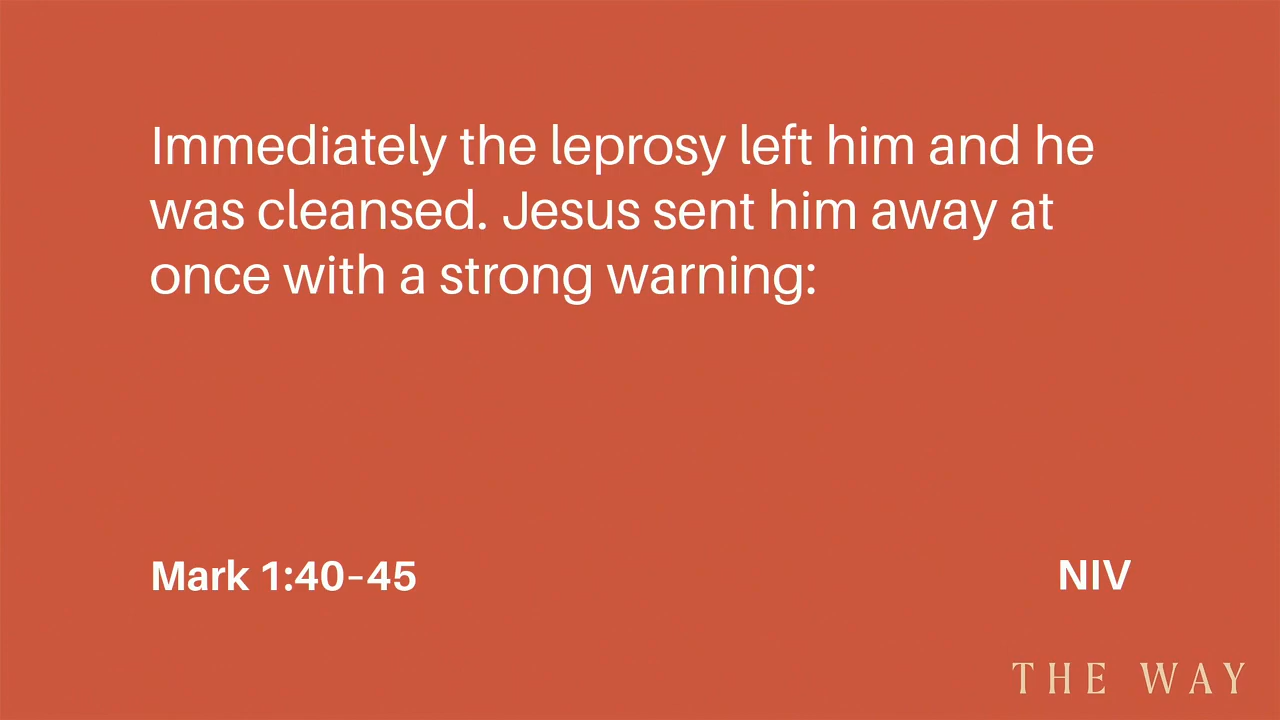 Immediately the leprosy left him and he
was cleansed. Jesus sent him away at
once with a strong warning:
Mark 1:40–45
NIV
THE WAY